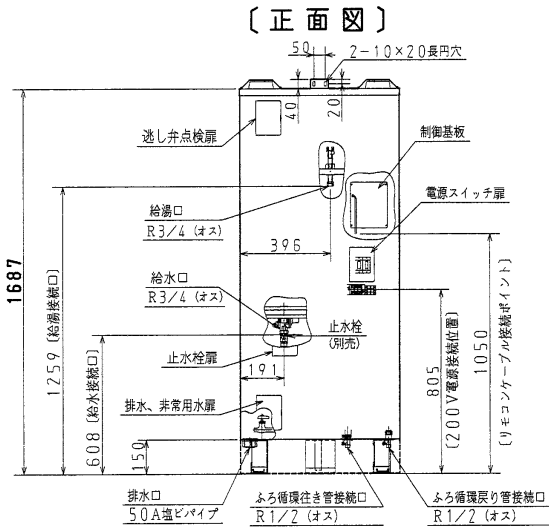 〔正面図〕
50
2-10×20長円穴
40
20
逃し弁点検扉
制御基板
電源スイッチ扉
給湯口
R3/4 (オス)
396
給水口
R3/4 (オス)
止水栓
(別売)
止水栓扉
191
排水、非常用水扉
1687
1259 〔給湯接続口〕
608 〔給水接続口〕
150
805
〔200V電源接続位置〕
1050
〔リモコンケーブル接続ポイント〕
排水口
50A塩ビパイプ
ふろ循環往き管接続口
R1/2 (オス)
ふろ循環戻り管接続口
R1/2 (オス)